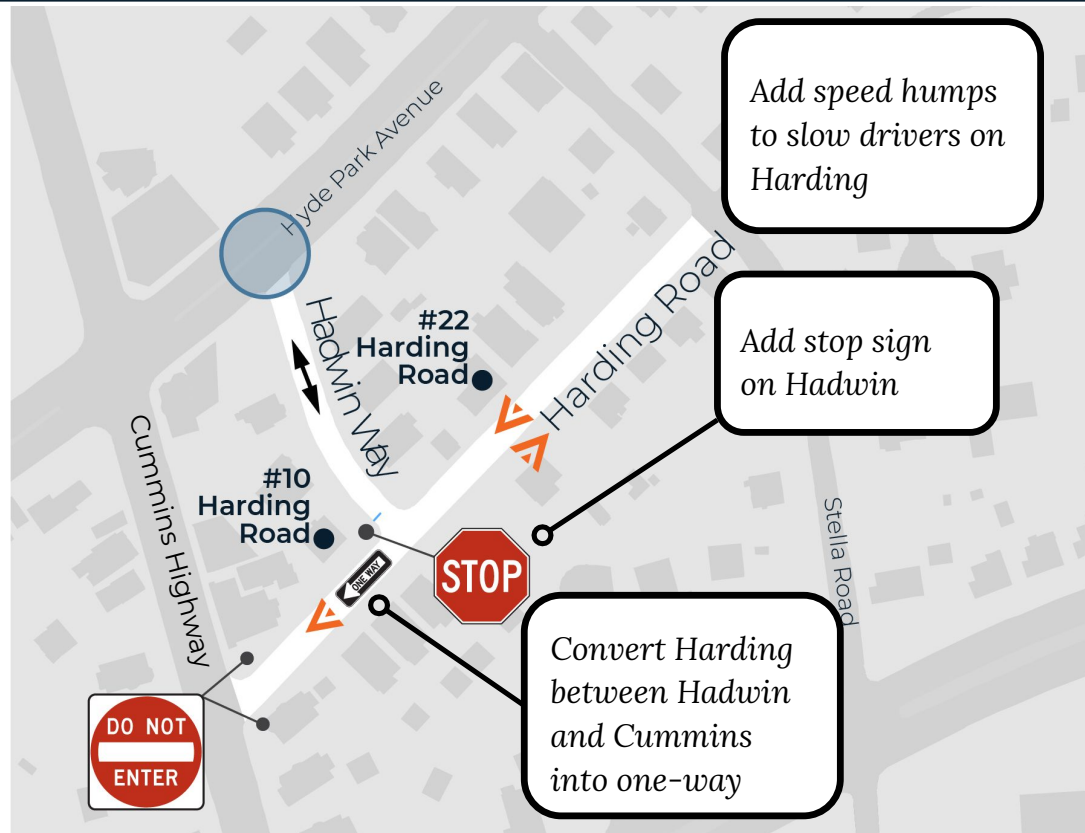 Add speed humps
to slow drivers on
Harding
Hyde Park Avenue
Harding Road
Hadwin Way
#22
Harding
Road
Add stop sign
on Hadwin
Cummins Highway
#10
Harding
Road
Stella Road
STOP
ONE WAY
Convert Harding
between Hadwin
and Cummins
into one-way
DO NOT
ENTER